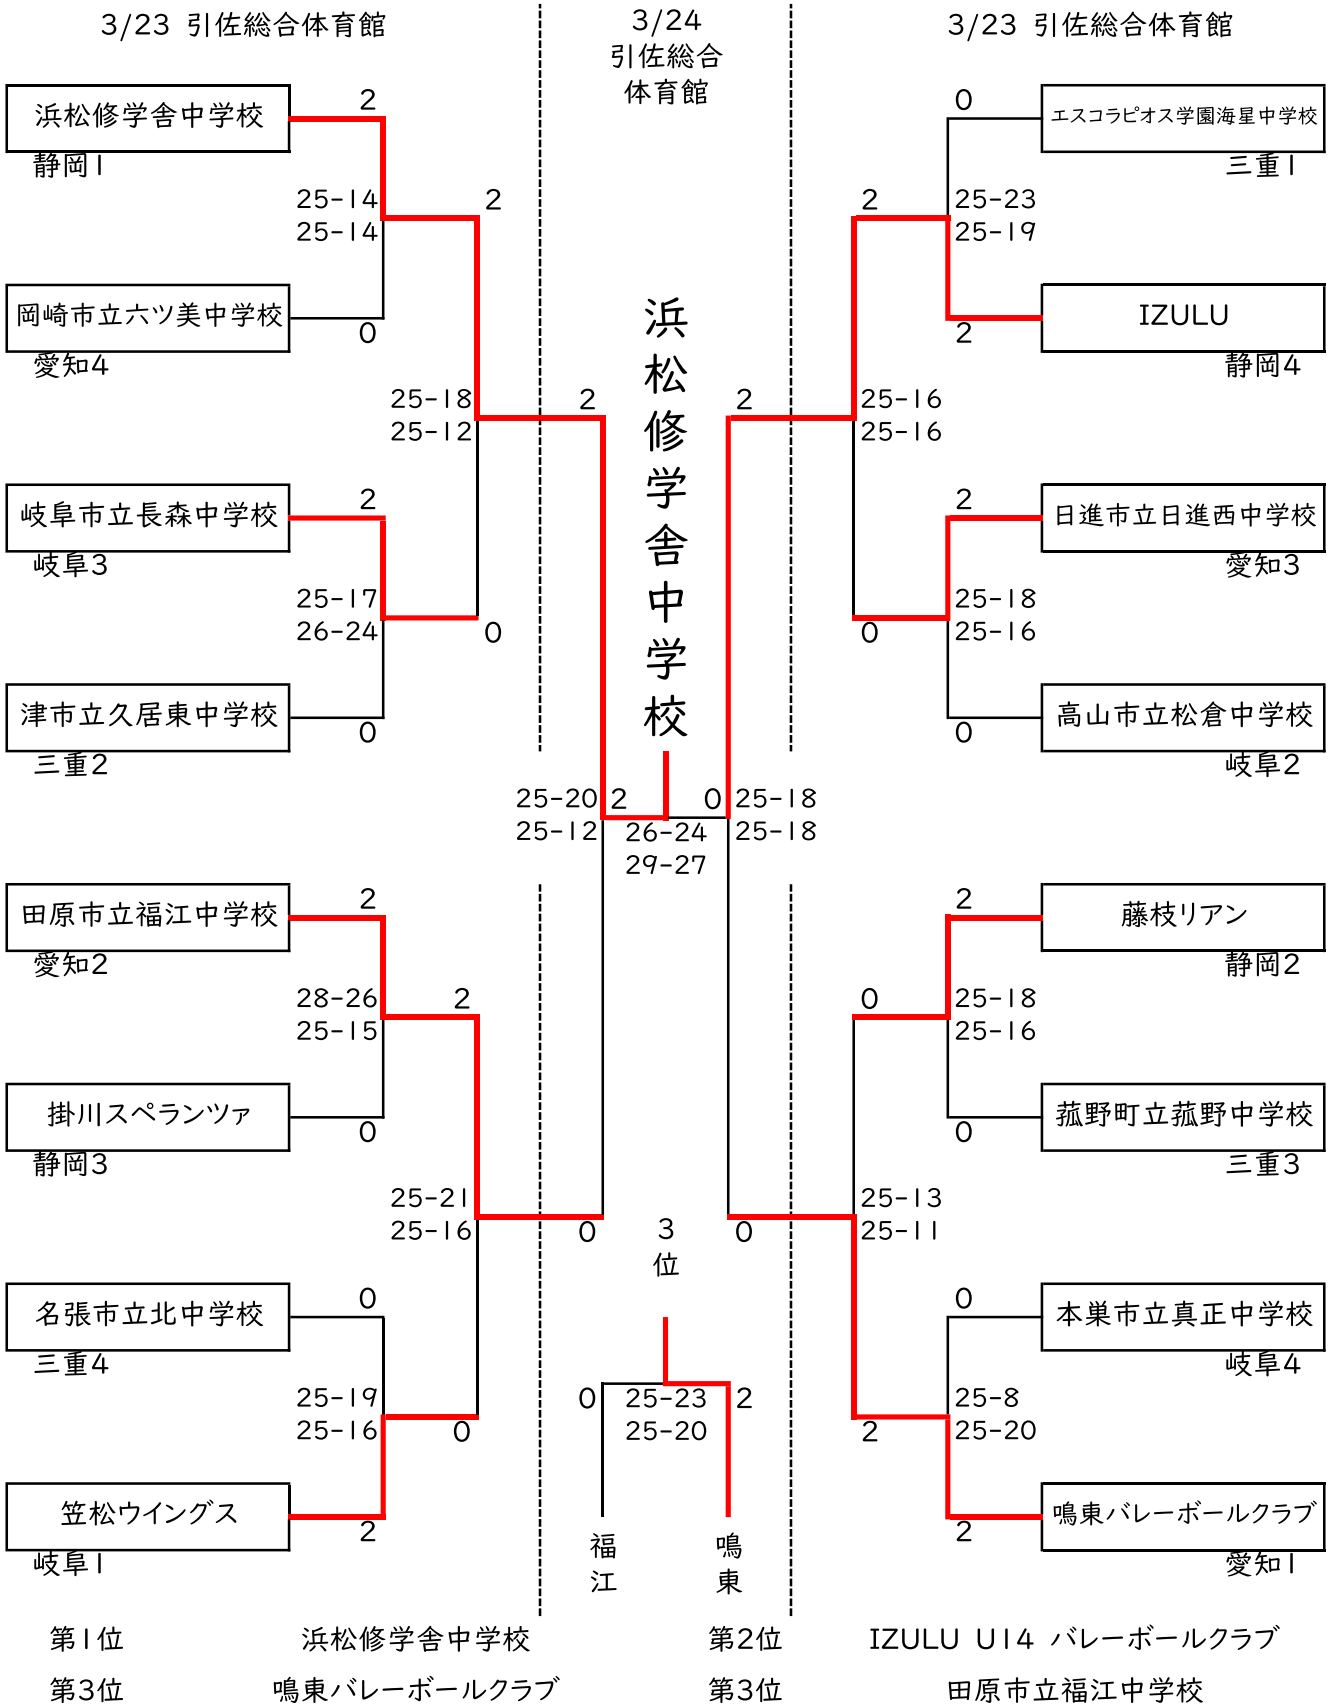 3/23 引佐総合体育館
3/24
引佐総合
体育館
3/23 引佐総合体育館
浜松修学舎中学校
静岡1
2
25-14
25-14
2
岡崎市立六ツ美中学校
愛知4
0
25-18
25-12
2
岐阜市立長森中学校
岐阜3
2
25-17
26-24
0
津市立久居東中学校
三重2
0
25-20
25-12
2
田原市立福江中学校
愛知2
2
28-26
25-15
2
掛川スペランツァ
静岡3
0
25-21
25-16
0
名張市立北中学校
三重4
0
25-19
25-16
0
笠松ウイングス
岐阜1
2
浜松修学舎中学校
26-24
29-27
3位
0
25-23
25-20
2
福江
鳴東
エスコラピオス学園海星中学校
三重1
0
2
25-23
25-19
IZULU
静岡4
2
2
25-16
25-16
日進市立日進西中学校
愛知3
2
0
25-18
25-16
高山市立松倉中学校
岐阜2
0
0
25-18
25-18
藤枝リアン
静岡2
2
0
25-18
25-16
菰野町立菰野中学校
三重3
0
0
25-13
25-11
本巣市立真正中学校
岐阜4
0
2
25-8
25-20
鳴東バレーボールクラブ
愛知1
2
第1位 浜松修学舎中学校 第2位 IZULU U14 バレーボールクラブ
第3位 鳴東バレーボールクラブ 第3位 田原市立福江中学校